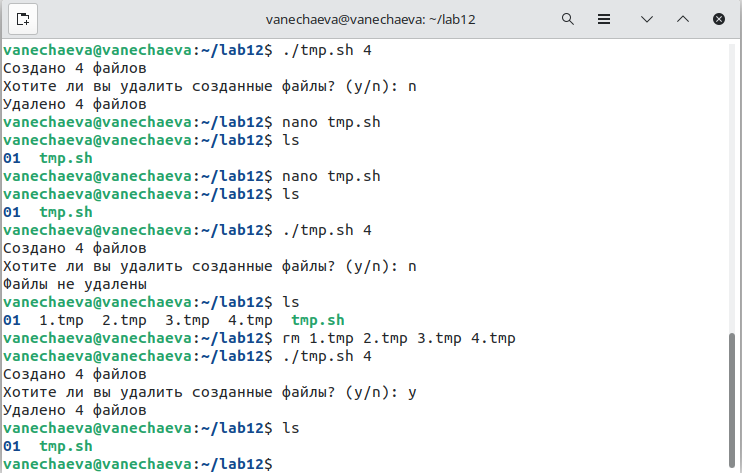 vanechaeva@vanechaeva: ~/lab12
vanechaeva@vanechaeva:~/lab12$ ./tmp.sh 4
Создано 4 файлов
Хотите ли вы удалить созданные файлы? (y/n): n
Удалено 4 файлов
vanechaeva@vanechaeva:~/lab12$ nano tmp.sh
vanechaeva@vanechaeva:~/lab12$ ls
01  tmp.sh
vanechaeva@vanechaeva:~/lab12$ nano tmp.sh
vanechaeva@vanechaeva:~/lab12$ ls
01  tmp.sh
vanechaeva@vanechaeva:~/lab12$ ./tmp.sh 4
Создано 4 файлов
Хотите ли вы удалить созданные файлы? (y/n): n
Файлы не удалены
vanechaeva@vanechaeva:~/lab12$ ls
01  1.tmp  2.tmp  3.tmp  4.tmp  tmp.sh
vanechaeva@vanechaeva:~/lab12$ rm 1.tmp 2.tmp 3.tmp 4.tmp
vanechaeva@vanechaeva:~/lab12$ ./tmp.sh 4
Создано 4 файлов
Хотите ли вы удалить созданные файлы? (y/n): y
Удалено 4 файлов
vanechaeva@vanechaeva:~/lab12$ ls
01  tmp.sh
vanechaeva@vanechaeva:~/lab12$